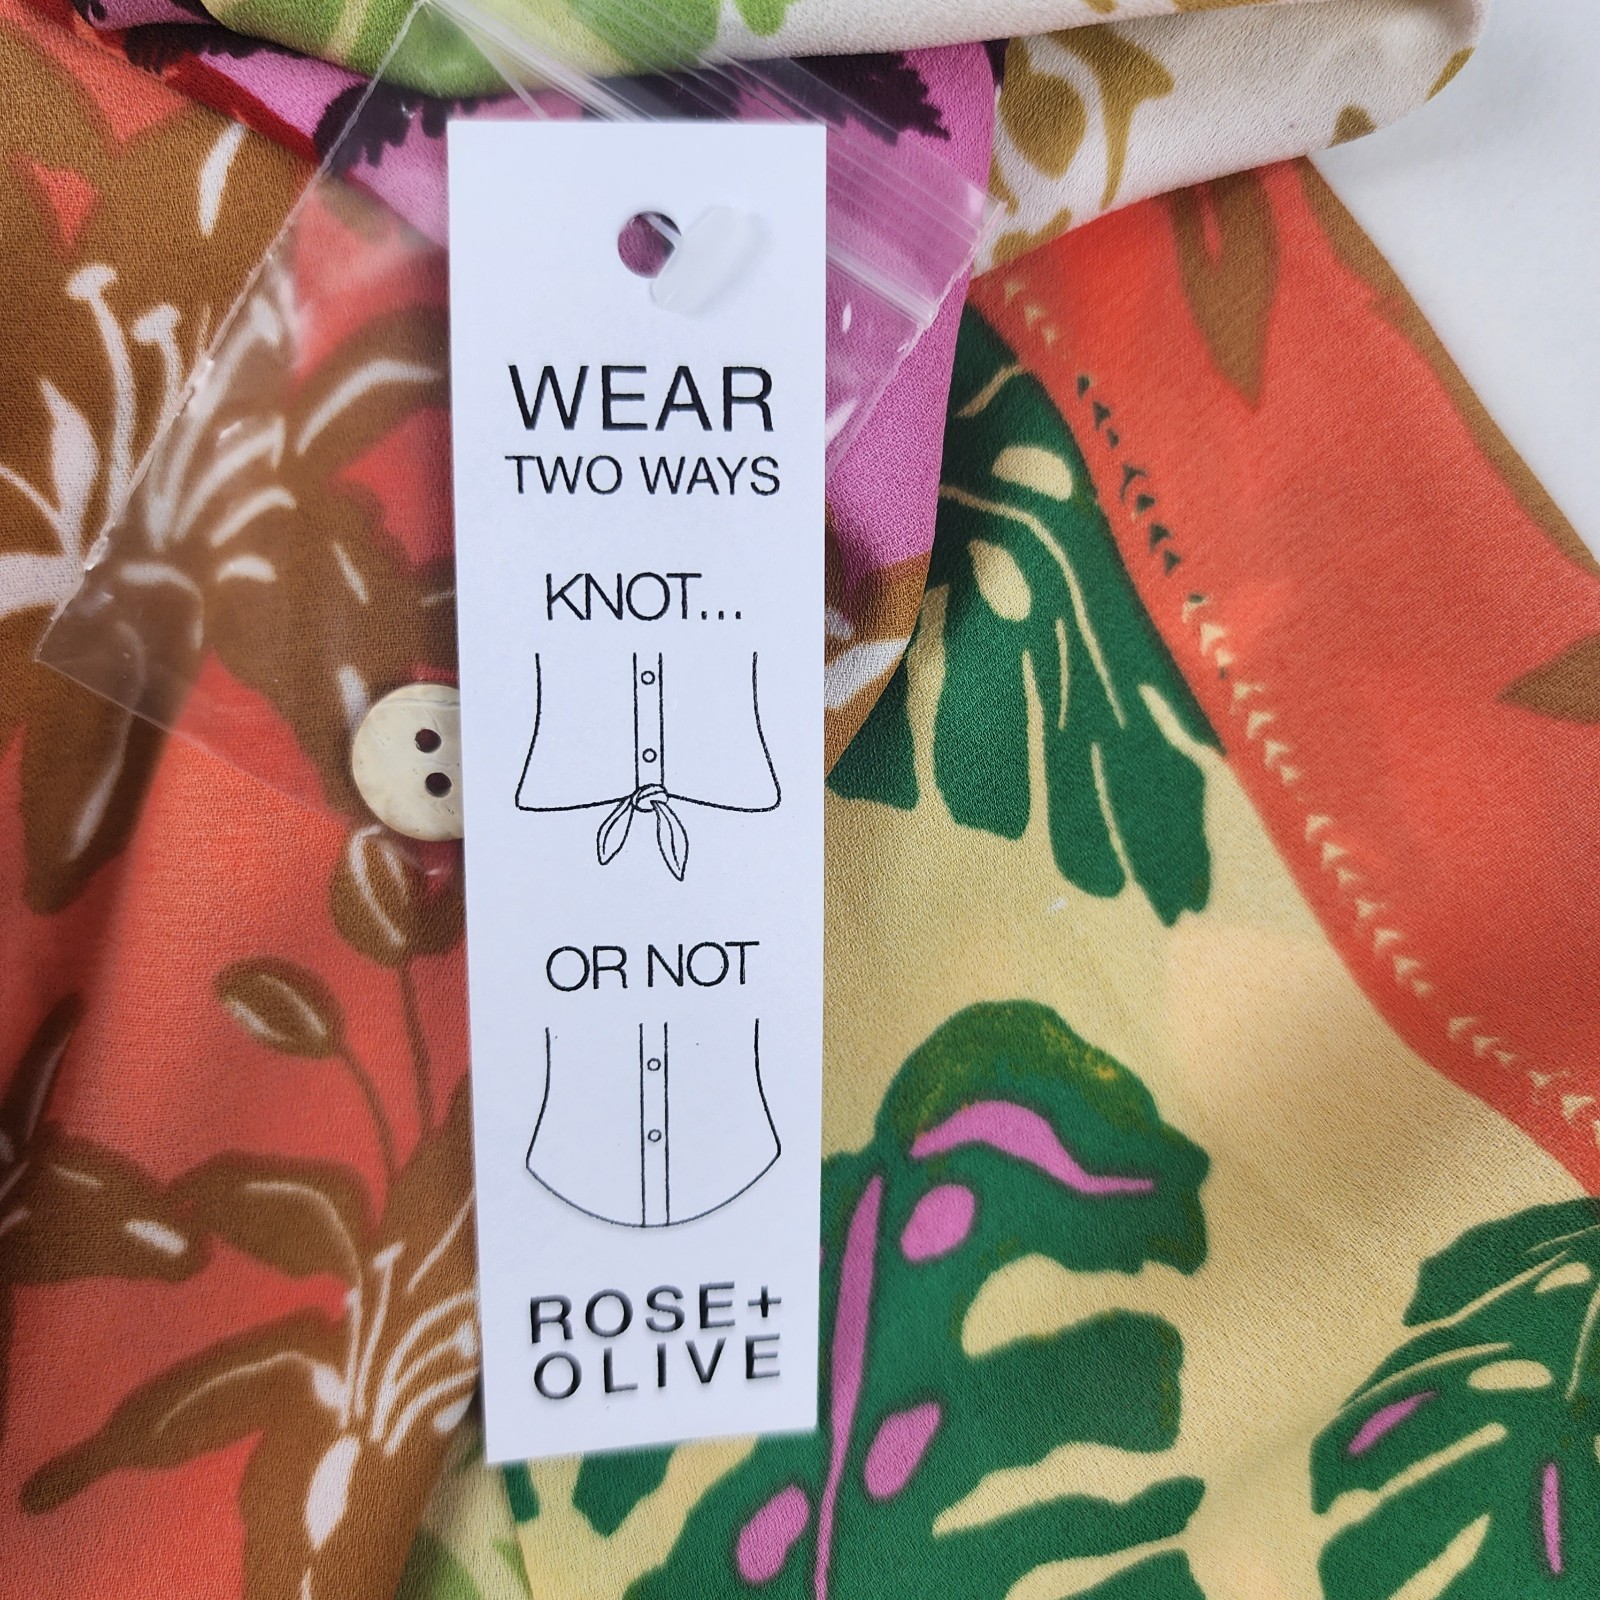 WEAR
TWO WAYS
KNOT...
OR NOT
ROSE+
OLIVE